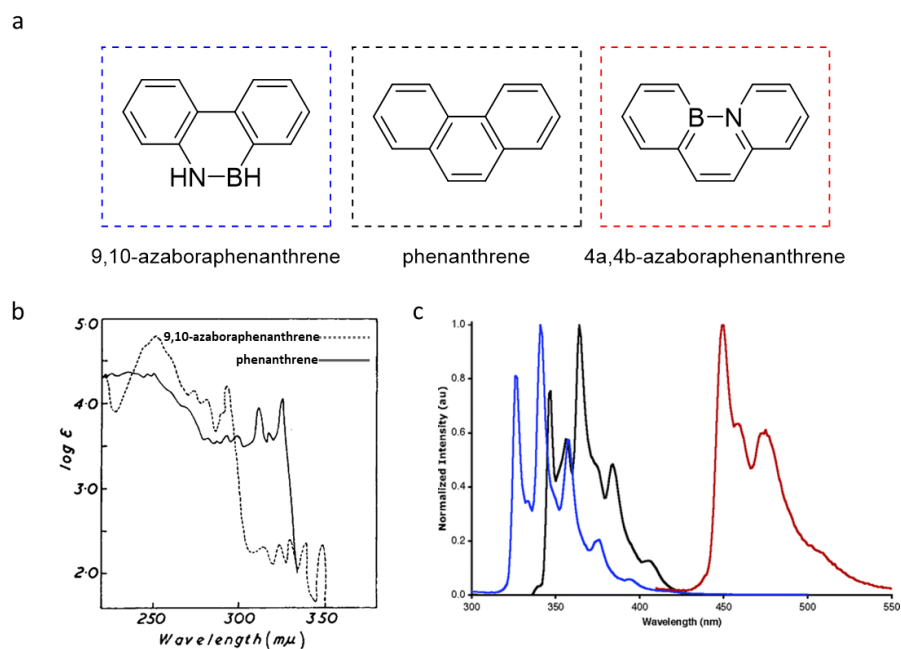 a
HN–BH
B–N
9,10-azaboraphenanthrene
phenanthrene
4a,4b-azaboraphenanthrene
b
5.0
4.0
3.0
2.0
log ε
9,10-azaboraphenanthrene
phenanthrene
250
300
350
Wavelength (mμ)
c
1.0
0.8
0.6
0.4
0.2
0.0
Normalized Intensity (au)
300
350
400
450
500
550
Wavelength (nm)